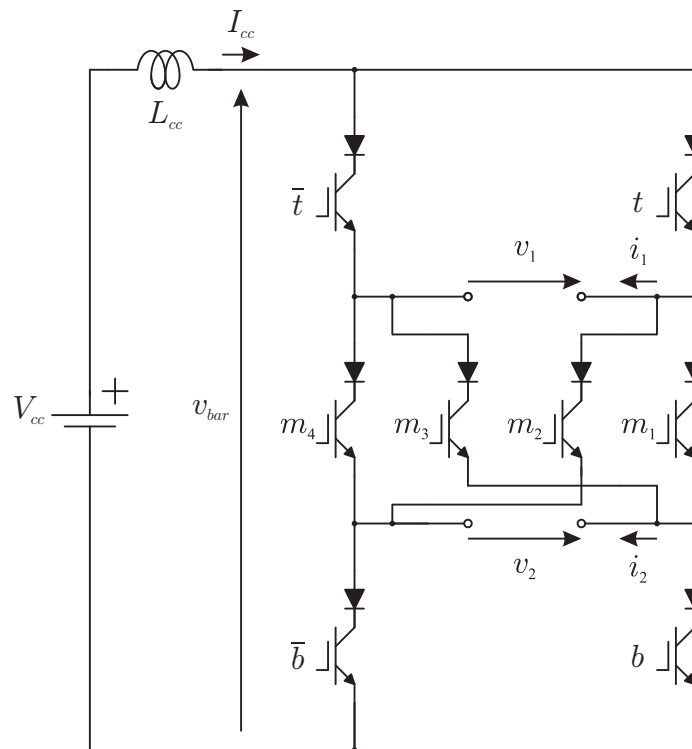 I_cc
L_cc
t̅ t
v_1 i_1
V_cc + v_bar m_4 m_3 m_2 m_1
v_2 i_2
b̅ b